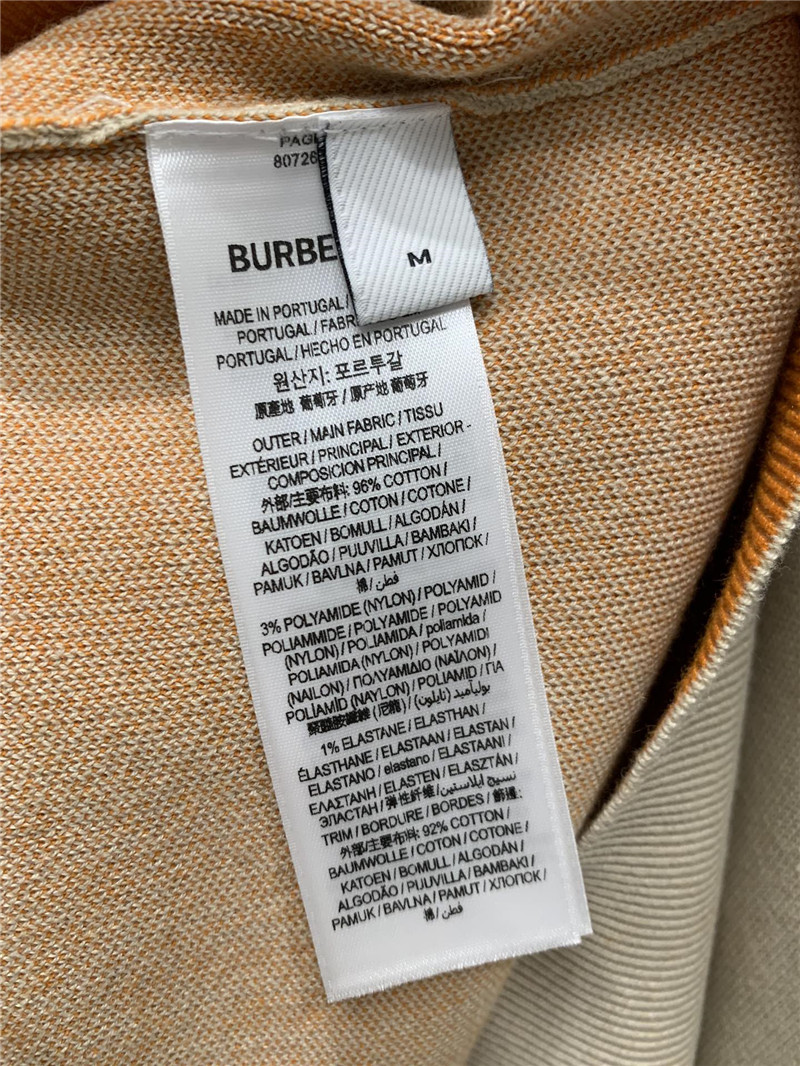 PAGE
80726
BURBE
M
MADE IN PORTUGAL/
PORTUGAL / FABR
PORTUGAL / HECHO EN PORTUGAL
원산지: 포르투갈
原產地 葡萄牙 / 原产地 葡萄牙
OUTER / MAIN FABRIC / TISSU
EXTÉRIEUR / PRINCIPAL / EXTERIOR -
COMPOSICION PRINCIPAL /
外部/主要布料: 96% COTTON /
BAUMWOLLE / COTON / COTONE /
KATOEN / BOMULL / ALGODÁN /
ALGODÃO / PUUVILLA / BAMBAKI /
PAMUK / BAVLNA / PAMUT / ХЛОПОК /
棉 / قطن /
3% POLYAMIDE (NYLON) / POLYAMID /
POLIAMMIDE / POLYAMIDE / POLYAMID
(NYLON) / POLIAMIDA / poliamida /
POLIAMIDA (NYLON) / POLYAMIDI
(NAILON) / ΠΟΛΥΑΜΙΔΙΟ (ΝΑΪΛΟΝ) /
POLİAMİD (NAYLON) / POLIAMID / ПА
聚醯胺纖維 (尼龍) / بولياميد (نايلون) /
1% ELASTANE / ELASTHAN /
ÉLASTHANE / ELASTAAN / ELASTAN /
ELASTANO / elastano / ELASTAANI /
ΕΛΑΣΤΑΝΗ / ELASTEN / ELASZTÁN /
ЭЛАСТАН / 弹性纤维 / نسيج إيلاستين /
TRIM / BORDURE / BORDES / 飾邊:
外部/主要布料: 92% COTTON /
BAUMWOLLE / COTON / COTONE /
KATOEN / BOMULL / ALGODÁN /
ALGODÃO / PUUVILLA / BAMBAKI /
PAMUK / BAVLNA / PAMUT / ХЛОПОК /
棉 / قطن /